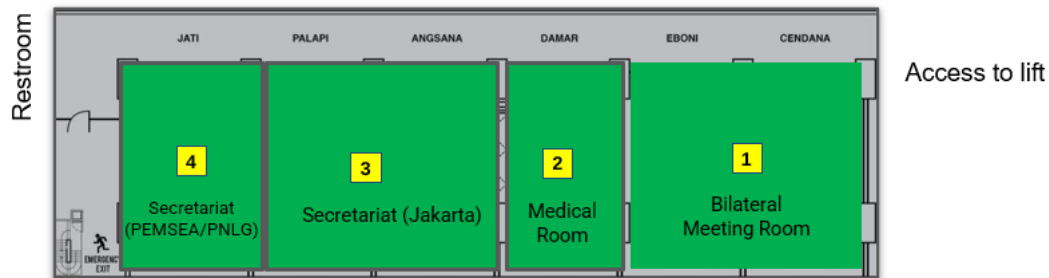 Restroom
JATI
PALAPI
ANGSANA
DAMAR
EBONI
CENDANA
Access to lift
4
Secretariat
(PEMSEA/PNLG)
3
Secretariat (Jakarta)
2
Medical
Room
1
Bilateral
Meeting Room
EMERGENC
EXIT